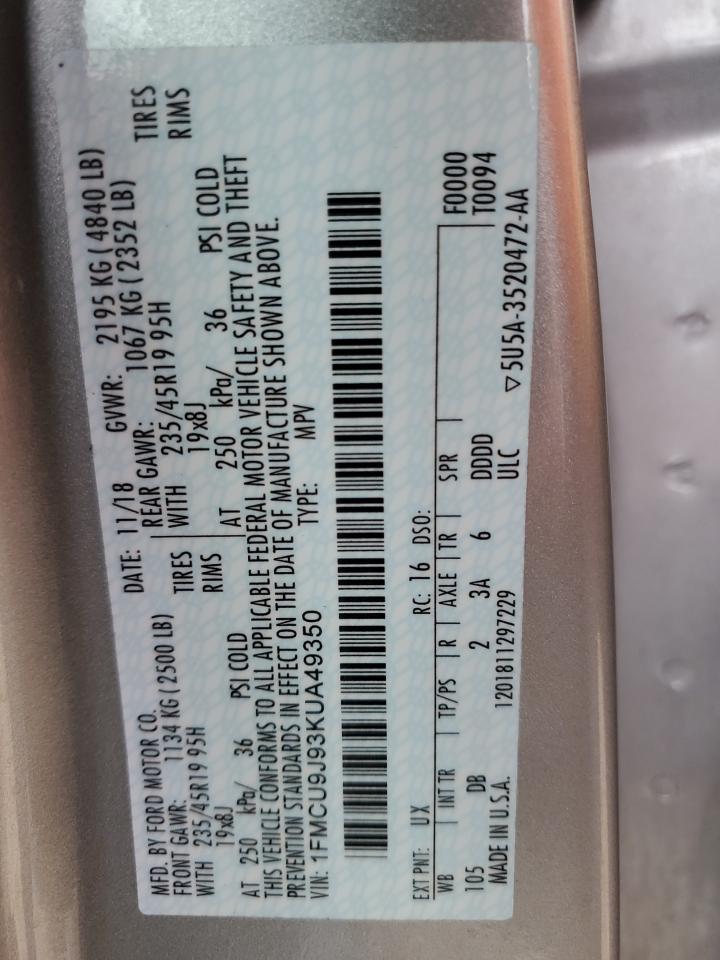 MFD. BY FORD MOTOR CO. DATE: 11/18 GVWR: 2195 KG ( 4840 LB)
FRONT GAWR: 1134 KG ( 2500 LB) REAR GAWR: 1067 KG ( 2352 LB)
WITH 235/45R19 95H TIRES WITH 235/45R19 95H TIRES
19x8J RIMS 19x8J RIMS
AT 250 kPa/ 36 PSI COLD AT 250 kPa/ 36 PSI COLD
THIS VEHICLE CONFORMS TO ALL APPLICABLE FEDERAL MOTOR VEHICLE SAFETY AND THEFT
PREVENTION STANDARDS IN EFFECT ON THE DATE OF MANUFACTURE SHOWN ABOVE.
VIN: 1FMCU9J93KUA49350 TYPE: MPV
EXT PNT: UX RC: 16 DSO:
WB INT TR TP/PS R AXLE TR SPR F0000
105 DB 2 3A 6 DDDD T0094
MADE IN U.S.A. 1201811297229 ULC ▽5U5A-3520472-AA